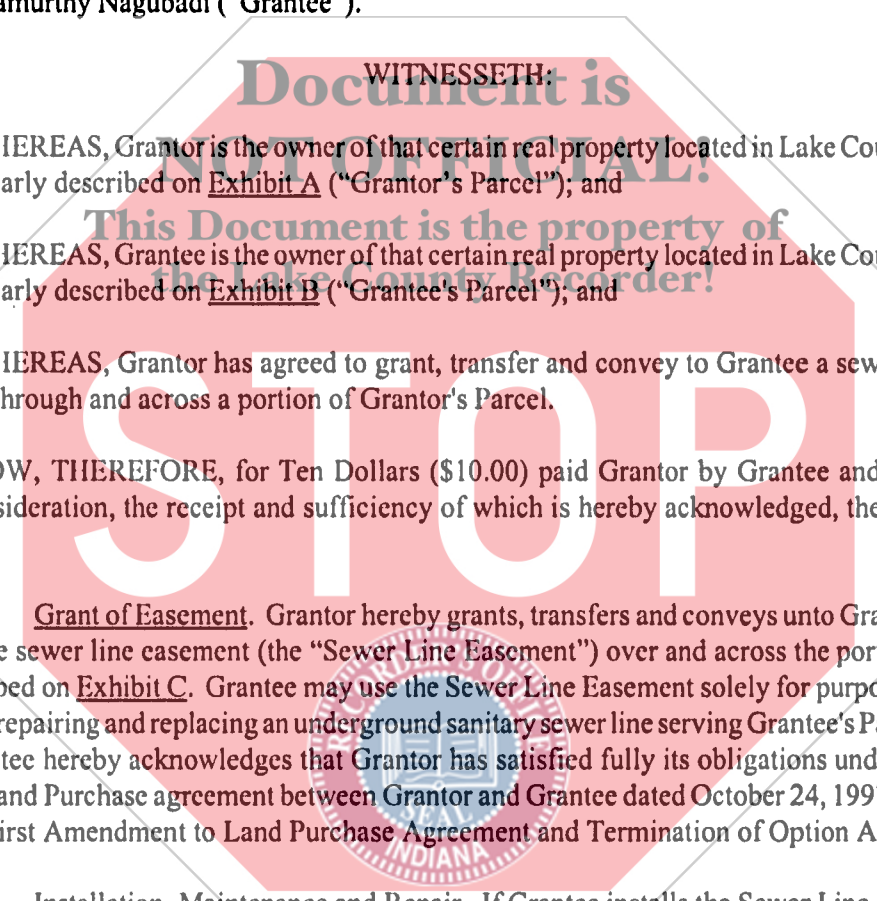 amurthy Nagubadi ("Grantee").
WITNESSETH:
Document is
IEREAS, Grantor is the owner of that certain real property located in Lake Cou
NOT OFFICIAL!
arly described on Exhibit A ("Grantor's Parcel"); and
This Document is the property of
IEREAS, Grantee is the owner of that certain real property located in Lake Cou
the Lake County Recorder!
arly described on Exhibit B ("Grantee's Parcel"); and
IEREAS, Grantor has agreed to grant, transfer and convey to Grantee a sew
hrough and across a portion of Grantor's Parcel.
STOP
OW, THEREFORE, for Ten Dollars ($10.00) paid Grantor by Grantee and
sideration, the receipt and sufficiency of which is hereby acknowledged, the
Grant of Easement. Grantor hereby grants, transfers and conveys unto Gra
e sewer line easement (the "Sewer Line Easement") over and across the por
bed on Exhibit C. Grantee may use the Sewer Line Easement solely for purpo
repairing and replacing an underground sanitary sewer line serving Grantee's Pa
tee hereby acknowledges that Grantor has satisfied fully its obligations und
and Purchase agreement between Grantor and Grantee dated October 24, 199
irst Amendment to Land Purchase Agreement and Termination of Option A
SEAL
INDIANA
Installation, Maintenance and Repair. If Grantee installs the Sewer Line